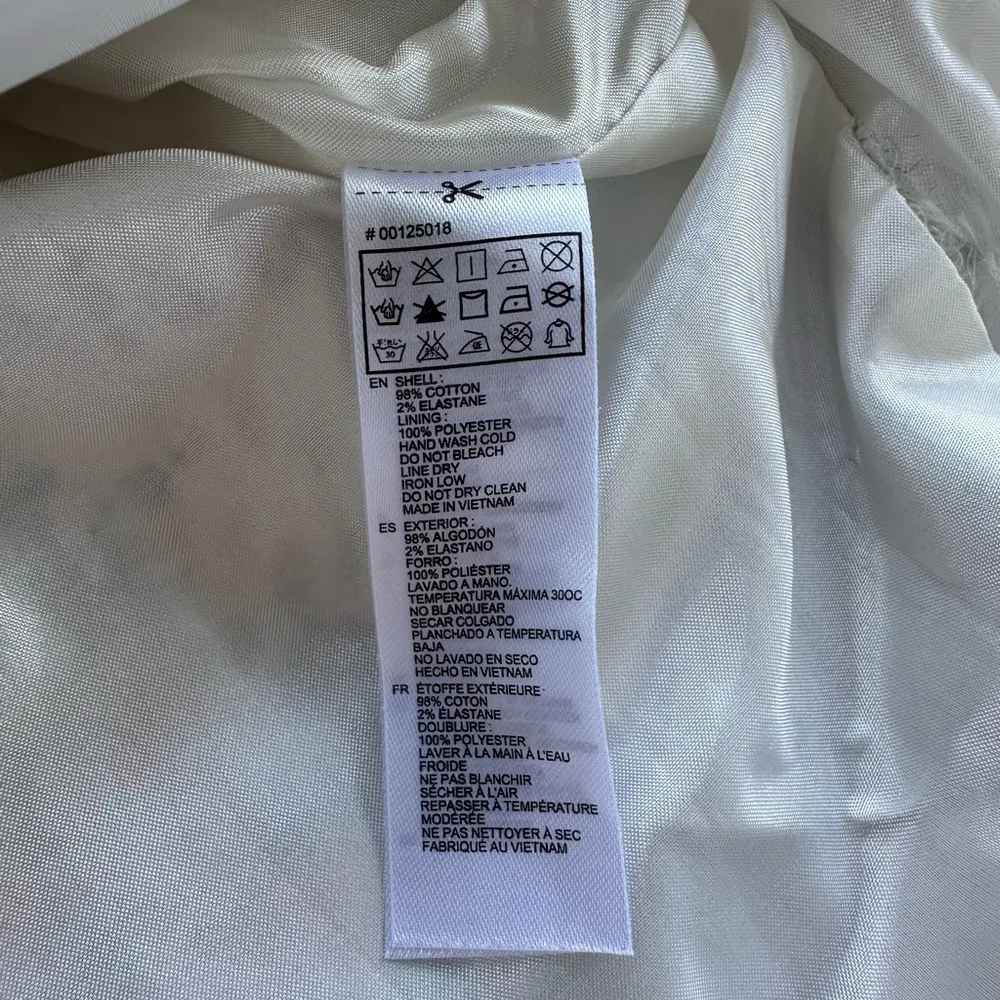 # 00125018
EN SHELL :
98% COTTON
2% ELASTANE
LINING :
100% POLYESTER
HAND WASH COLD
DO NOT BLEACH
LINE DRY
IRON LOW
DO NOT DRY CLEAN
MADE IN VIETNAM
ES EXTERIOR :
98% ALGODÓN
2% ELASTANO
FORRO :
100% POLIÉSTER
LAVADO A MANO.
TEMPERATURA MÁXIMA 30OC
NO BLANQUEAR
SECAR COLGADO
PLANCHADO A TEMPERATURA
BAJA
NO LAVADO EN SECO
HECHO EN VIETNAM
FR ÉTOFFE EXTÉRIEURE :
98% COTON
2% ÉLASTANE
DOUBLURE :
100% POLYESTER
LAVER À LA MAIN À L'EAU
FROIDE
NE PAS BLANCHIR
SÉCHER À L'AIR
REPASSER À TEMPÉRATURE
MODÉRÉE
NE PAS NETTOYER À SEC
FABRIQUÉ AU VIETNAM